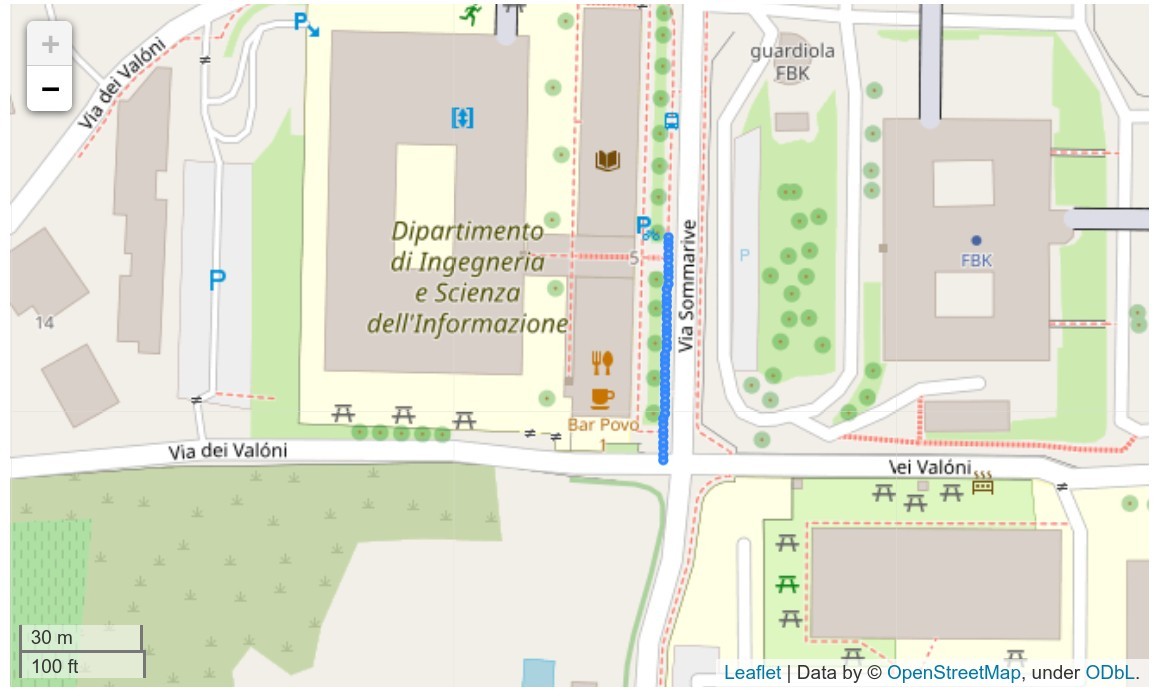 +
−
Via dei Valóni
P
guardiola
FBK
P
P
P
Dipartimento
di Ingegneria
e Scienza
dell'Informazione
5
FBK
Via Sommarive
14
Bar Povo
1
Via dei Valóni
lei Valóni
30 m
100 ft
Leaflet | Data by © OpenStreetMap, under ODbL.